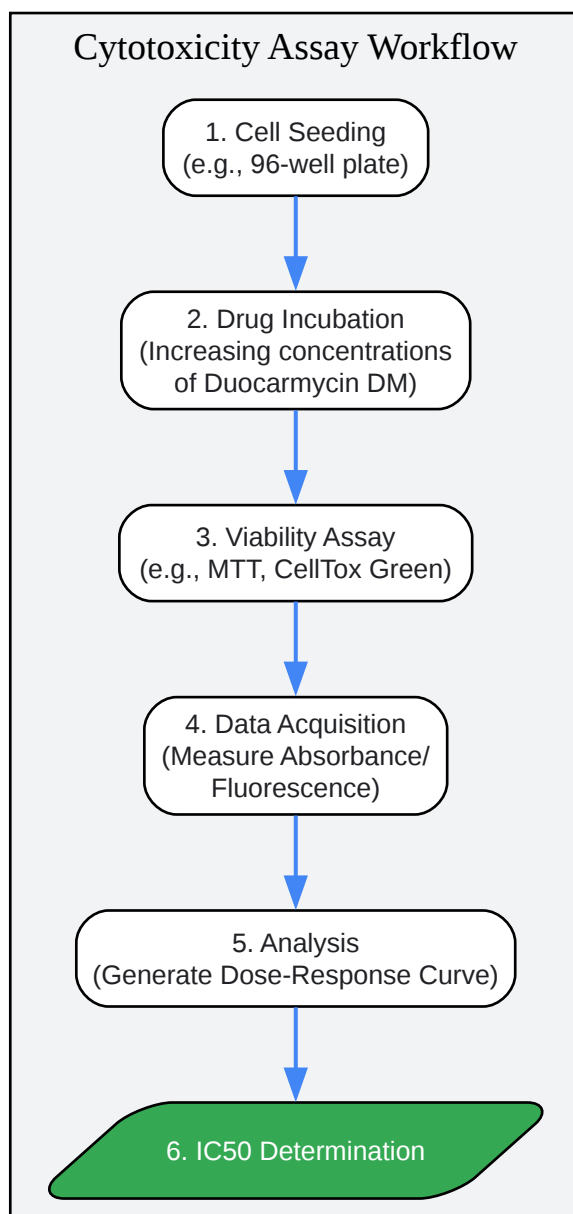 Cytotoxicity Assay Workflow
1. Cell Seeding
(e.g., 96-well plate)
2. Drug Incubation
(Increasing concentrations
of Duocarmycin DM)
3. Viability Assay
(e.g., MTT, CellTox Green)
4. Data Acquisition
(Measure Absorbance/
Fluorescence)
5. Analysis
(Generate Dose-Response Curve)
6. IC50 Determination